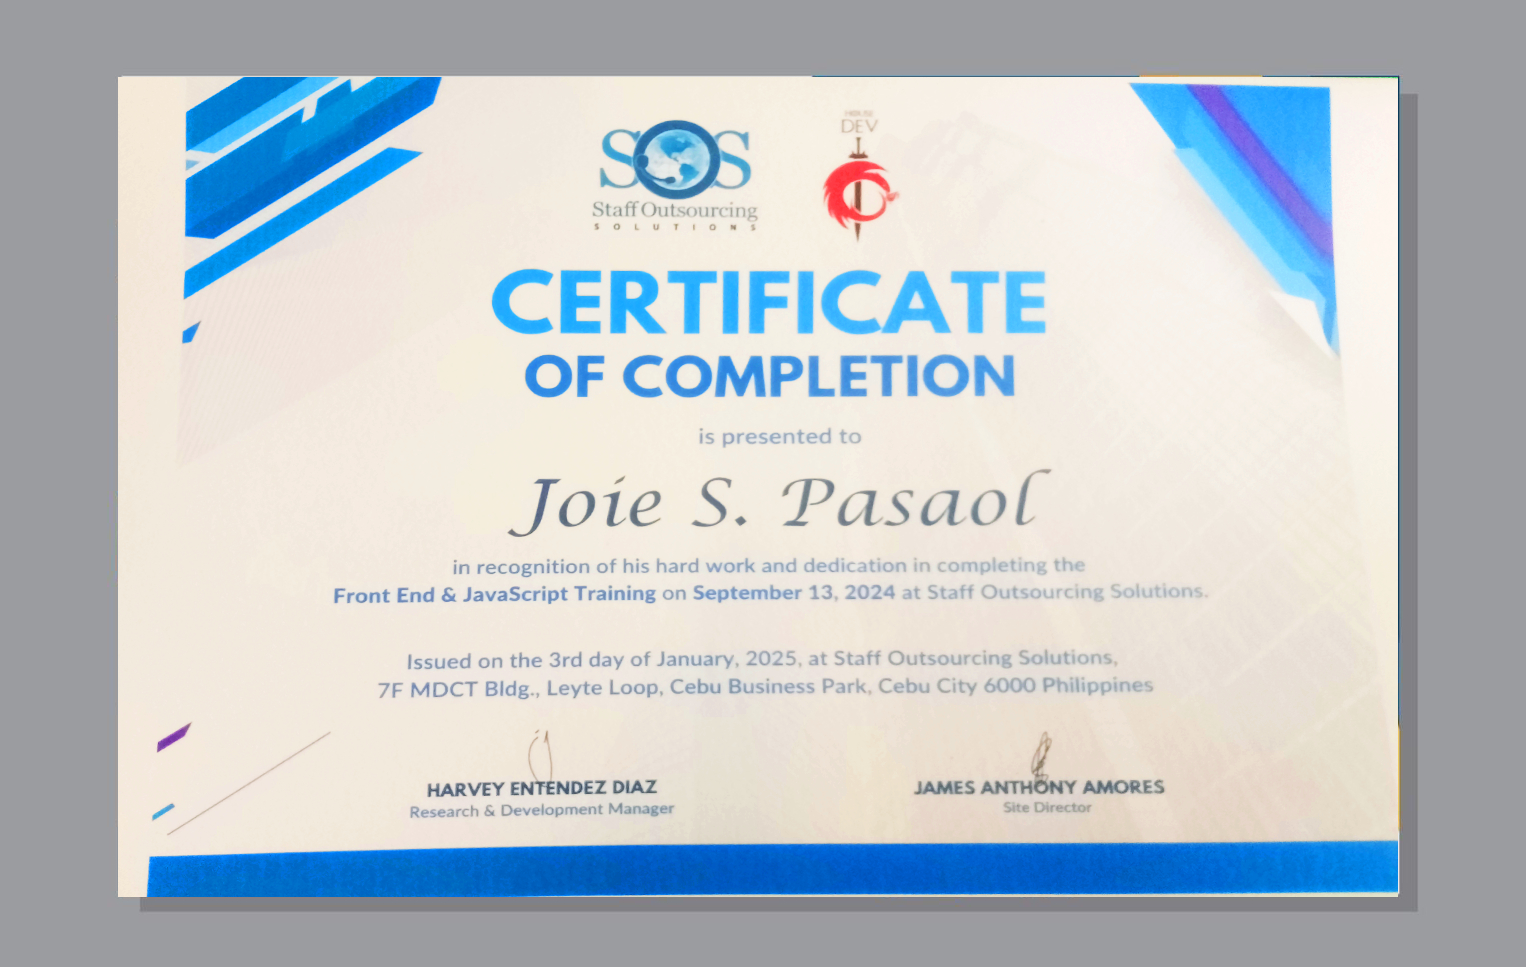 SOS
Staff Outsourcing
SOLUTIONS
HOUSE
DEV
CERTIFICATE
OF COMPLETION
is presented to
Joie S. Pasaol
in recognition of his hard work and dedication in completing the
Front End & JavaScript Training on September 13, 2024 at Staff Outsourcing Solutions.
Issued on the 3rd day of January, 2025, at Staff Outsourcing Solutions,
7F MDCT Bldg., Leyte Loop, Cebu Business Park, Cebu City 6000 Philippines
HARVEY ENTENDEZ DIAZ
Research & Development Manager
JAMES ANTHONY AMORES
Site Director